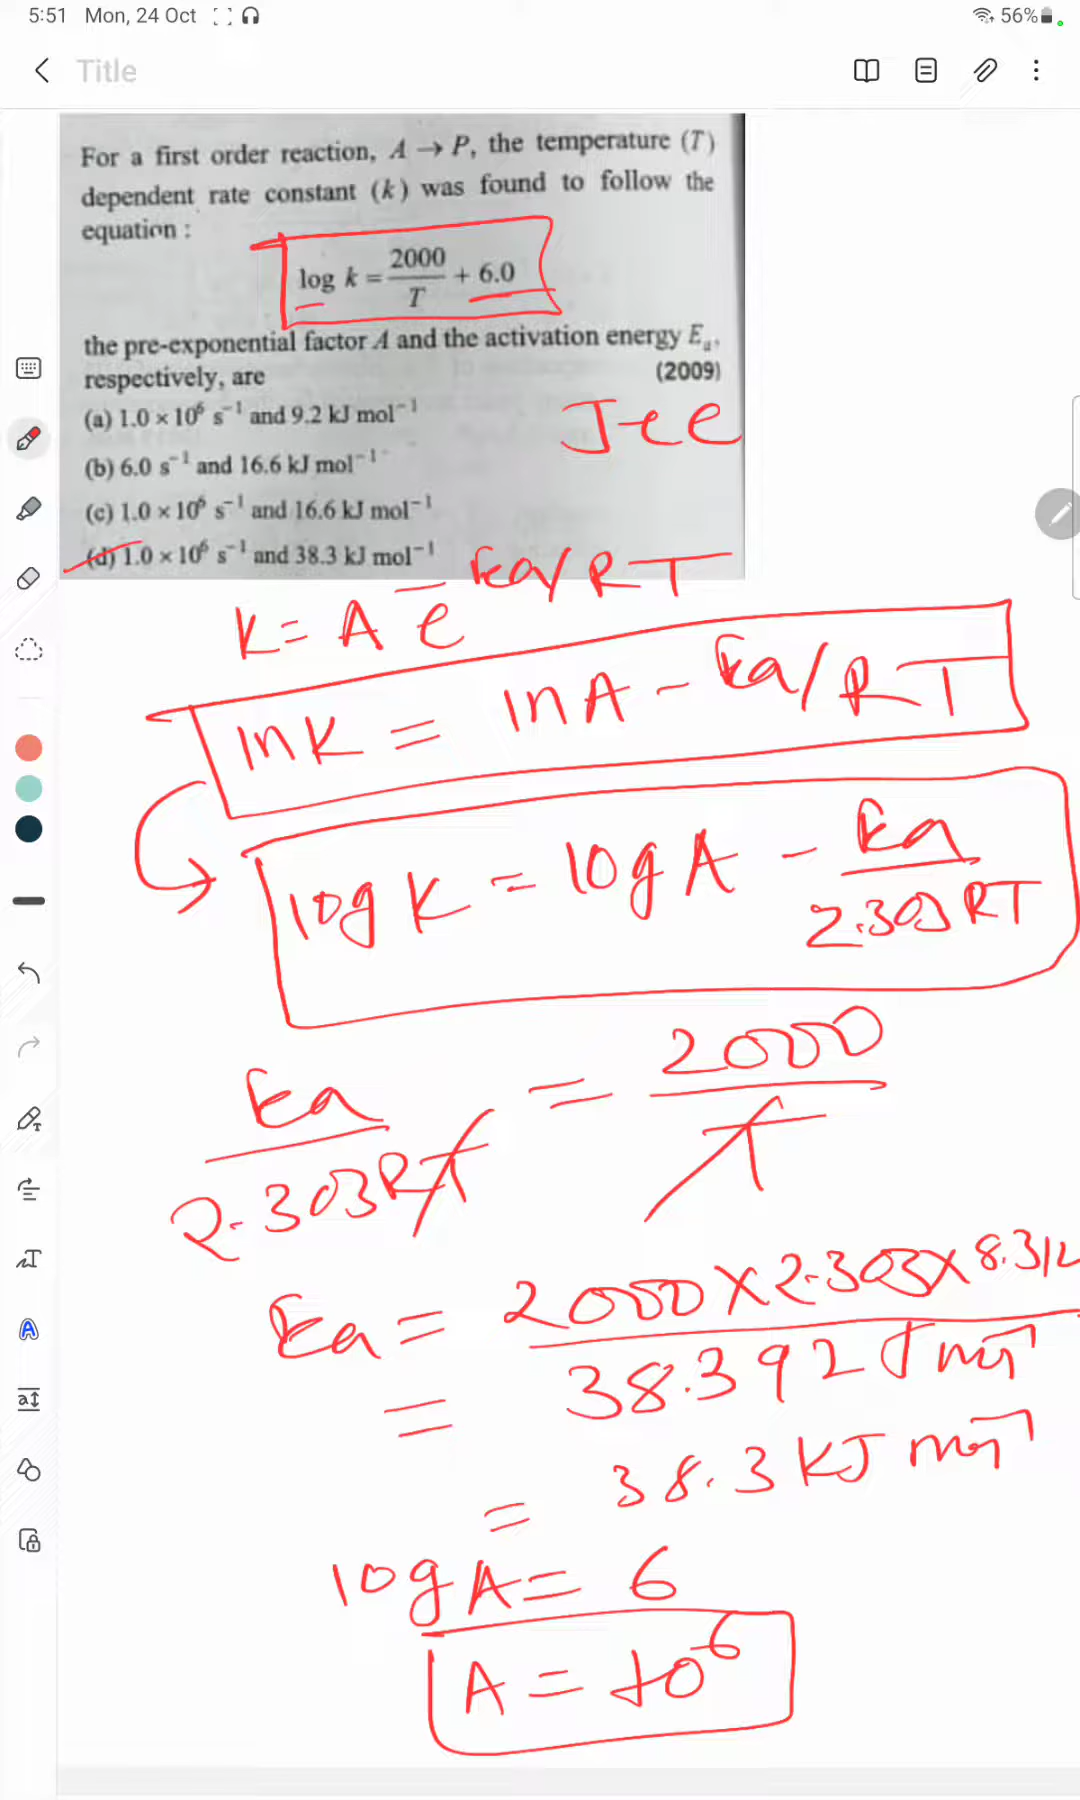 5:51 Mon, 24 Oct
56%
Title
For a first order reaction, A → P, the temperature (T)
dependent rate constant (k) was found to follow the
equation :
log k = 2000/T + 6.0
the pre-exponential factor A and the activation energy Eₐ,
respectively, are (2009)
Jee
(a) 1.0 × 10⁶ s⁻¹ and 9.2 kJ mol⁻¹
(b) 6.0 s⁻¹ and 16.6 kJ mol⁻¹
(c) 1.0 × 10⁶ s⁻¹ and 16.6 kJ mol⁻¹
(d) 1.0 × 10⁶ s⁻¹ and 38.3 kJ mol⁻¹
K = A e^-Ea/RT
ln K = ln A - Ea/RT
log K = log A - Ea/2.303RT
Ea/2.303RT = 2000/T
Ea = 2000 × 2.303 × 8.314
= 38.392 J mol⁻¹
= 38.3 KJ mol⁻¹
log A = 6
A = 10⁶